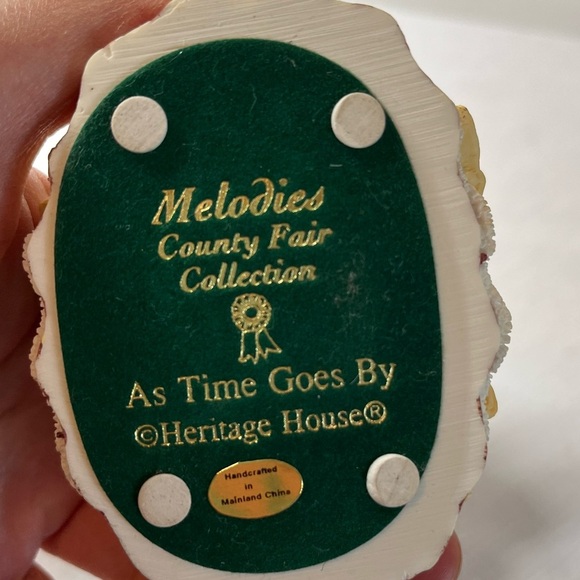 Melodies
County Fair
Collection
As Time Goes By
©Heritage House®
Handcrafted
in
Mainland China